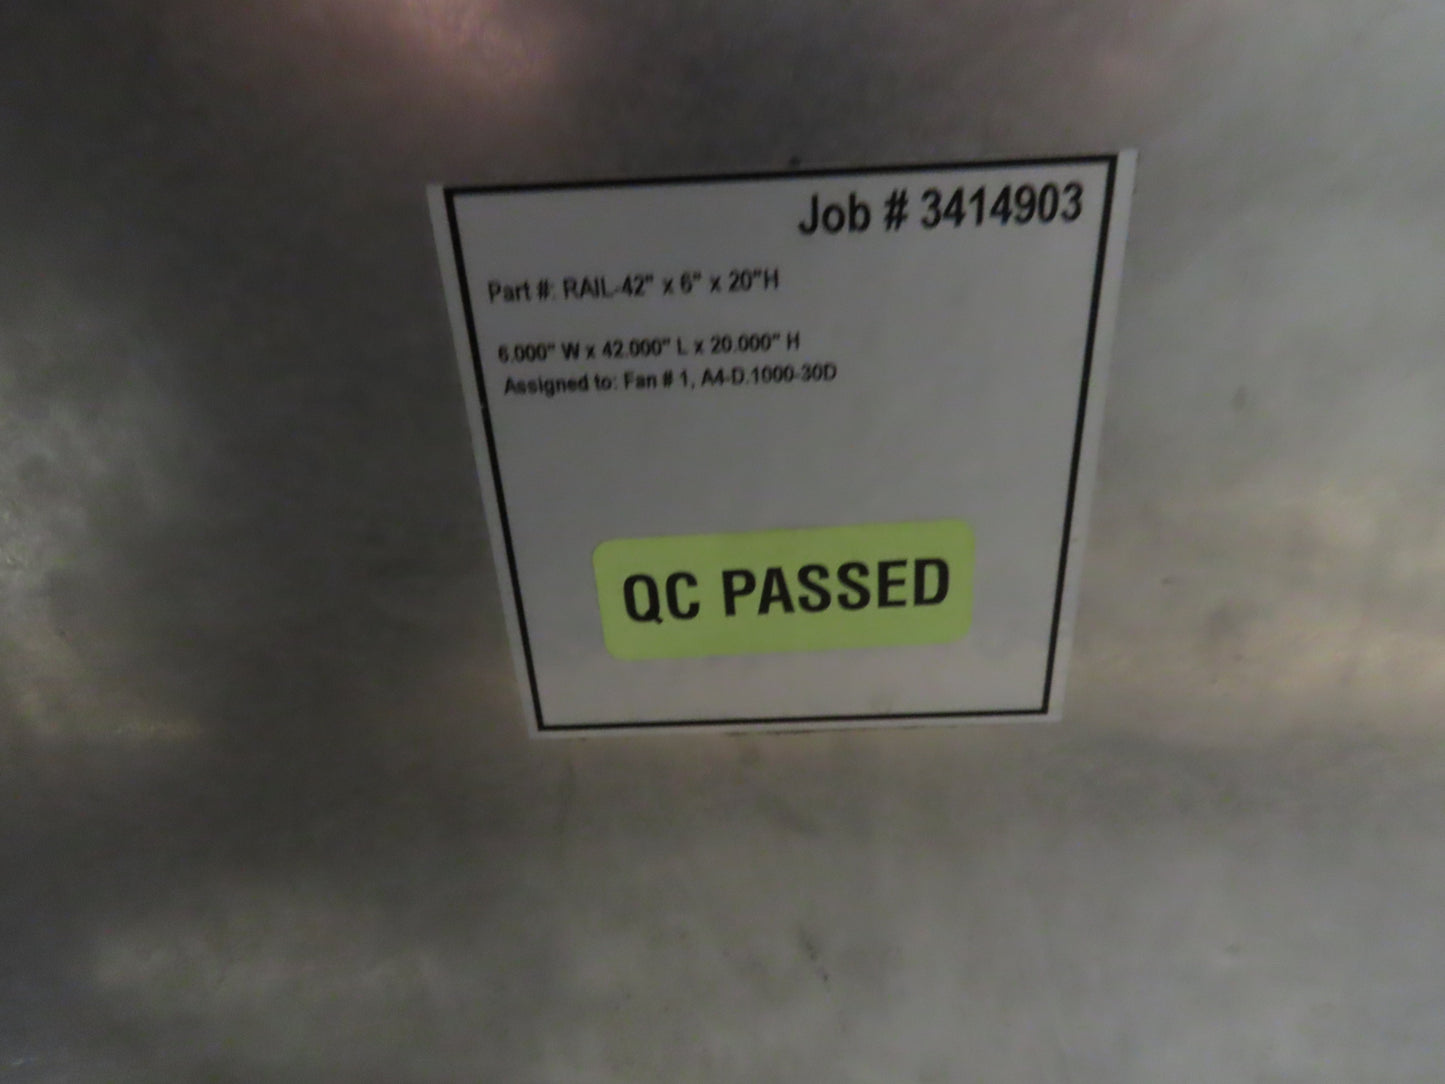 Job # 3414903
Part #: RAIL-42" x 6" x 20"H
6.000" W x 42.000" L x 20.000" H
Assigned to: Fan # 1, A4-D.1000-30D
QC PASSED